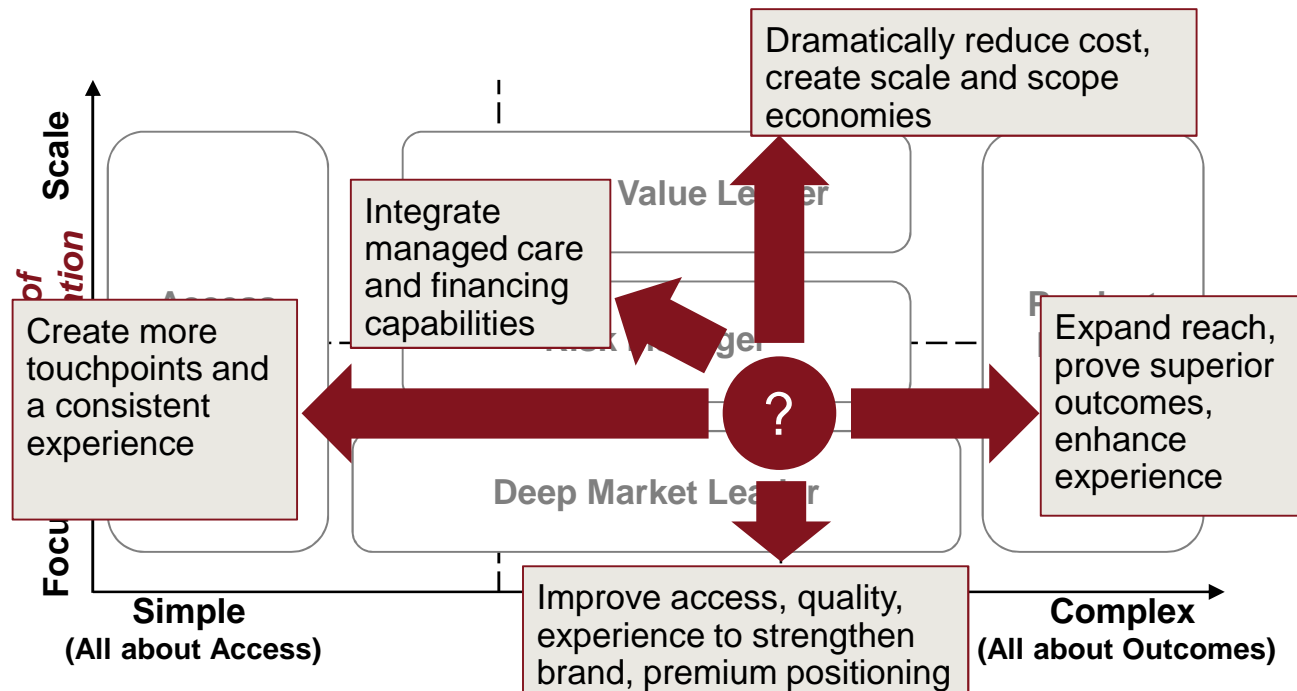 Dramatically reduce cost,
create scale and scope
economies
Scale
Value
Integrate
managed care
and financing
capabilities
of
Create more
touchpoints and
a consistent
experience
Expand reach,
prove superior
outcomes,
enhance
experience
?
Deep Market Leader
Improve access, quality,
experience to strengthen
brand, premium positioning
Simple
(All about Access)
Complex
(All about Outcomes)